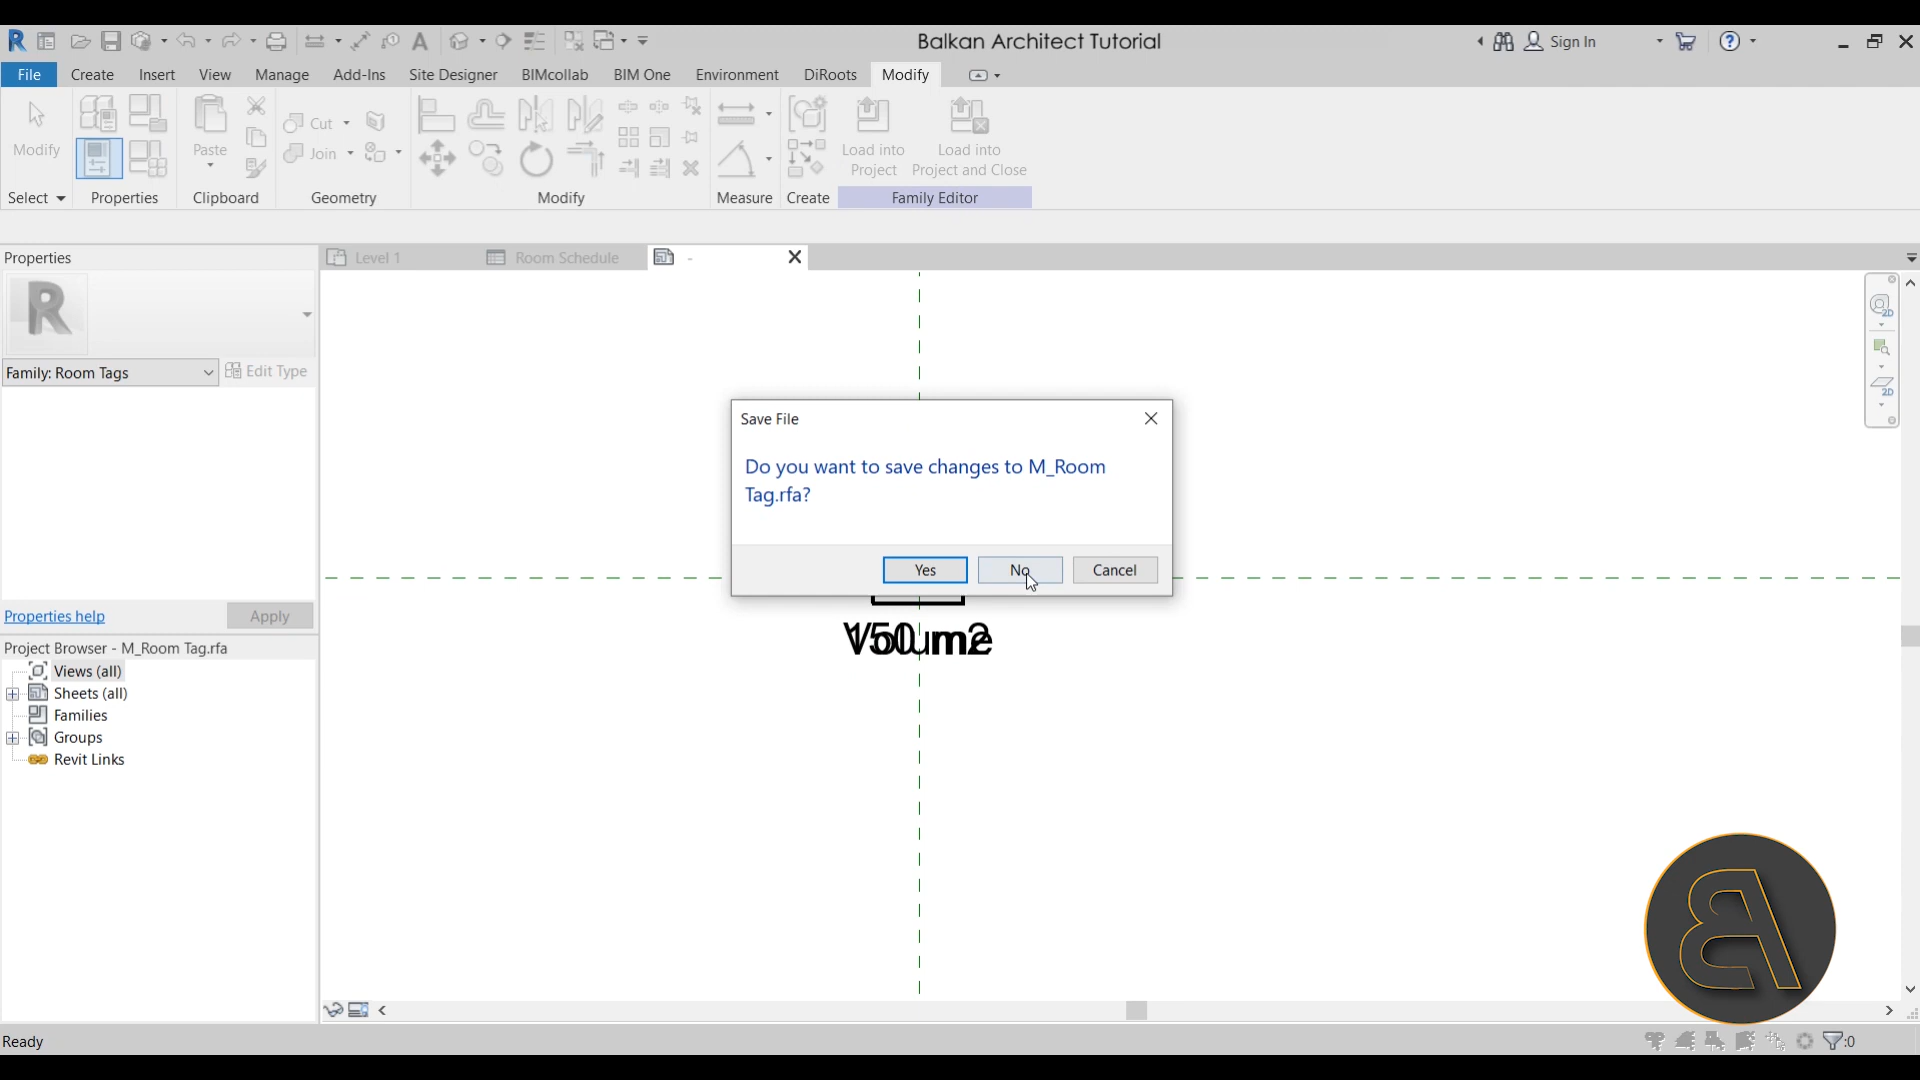 Balkan Architect Tutorial
Sign In
File Create Insert View Manage Add-Ins Site Designer BIMcollab BIM One Environment DiRoots Modify
Modify
Paste
Cut
Join
Load into Project
Load into Project and Close
Select Properties Clipboard Geometry Modify Measure Create Family Editor
Properties
Level 1
Room Schedule
-
Family: Room Tags
Edit Type
Properties help
Apply
Project Browser - M_Room Tag.rfa
Views (all)
Sheets (all)
Families
Groups
Revit Links
Save File
Do you want to save changes to M_Room
Tag.rfa?
Yes No Cancel
2D
2D
Ready
:0